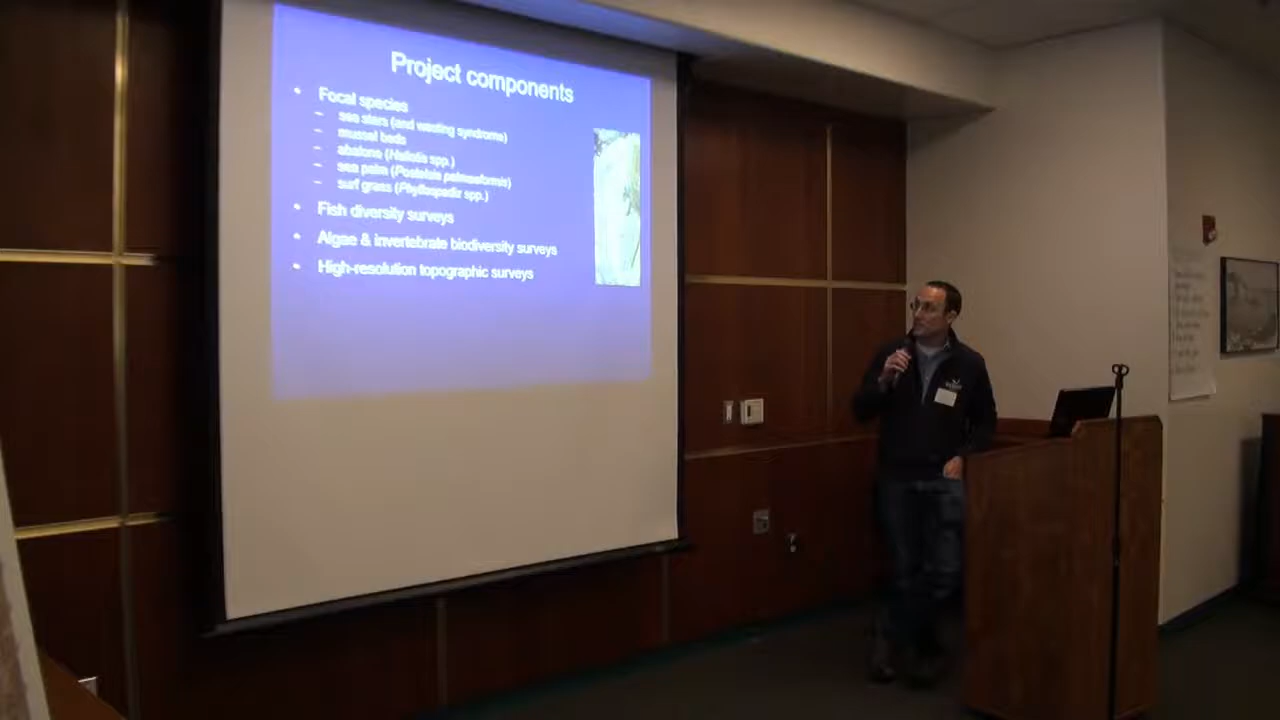 Project components
• Focal species
– sea stars (and wasting syndrome)
– mussel beds
– abalone (Haliotis spp.)
– sea palm (Postelsia palmaeformis)
– surf grass (Phyllospadix spp.)
• Fish diversity surveys
• Algae & invertebrate biodiversity surveys
• High-resolution topographic surveys